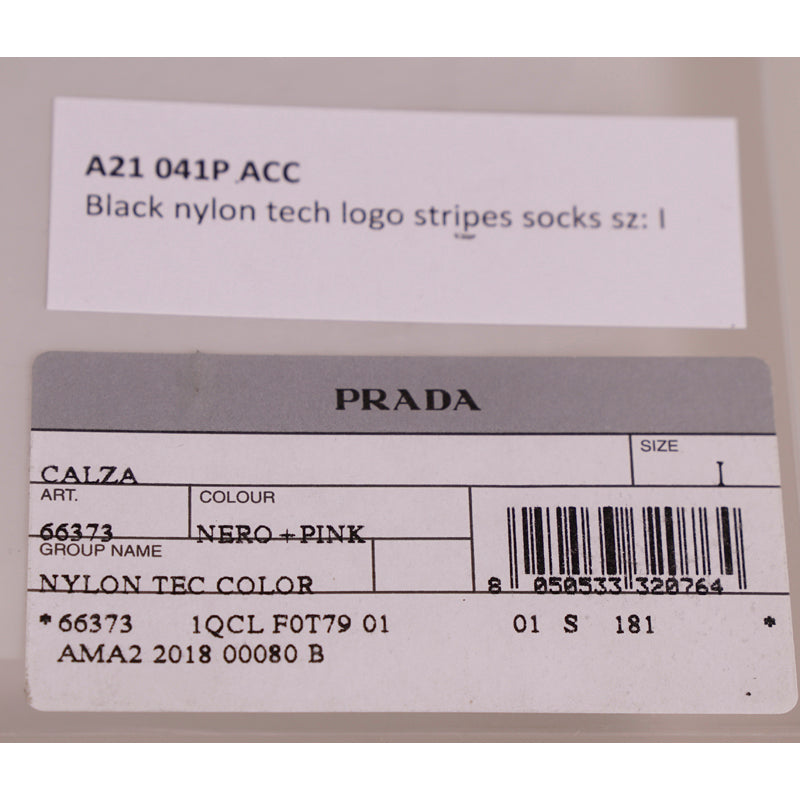 A21 041P ACC
Black nylon tech logo stripes socks sz: I
PRADA
SIZE
CALZA I
ART. COLOUR
66373 NERO + PINK
GROUP NAME
NYLON TEC COLOR
8 050533 320764
*66373 1QCL F0T79 01 01 S 181 *
AMA2 2018 00080 B